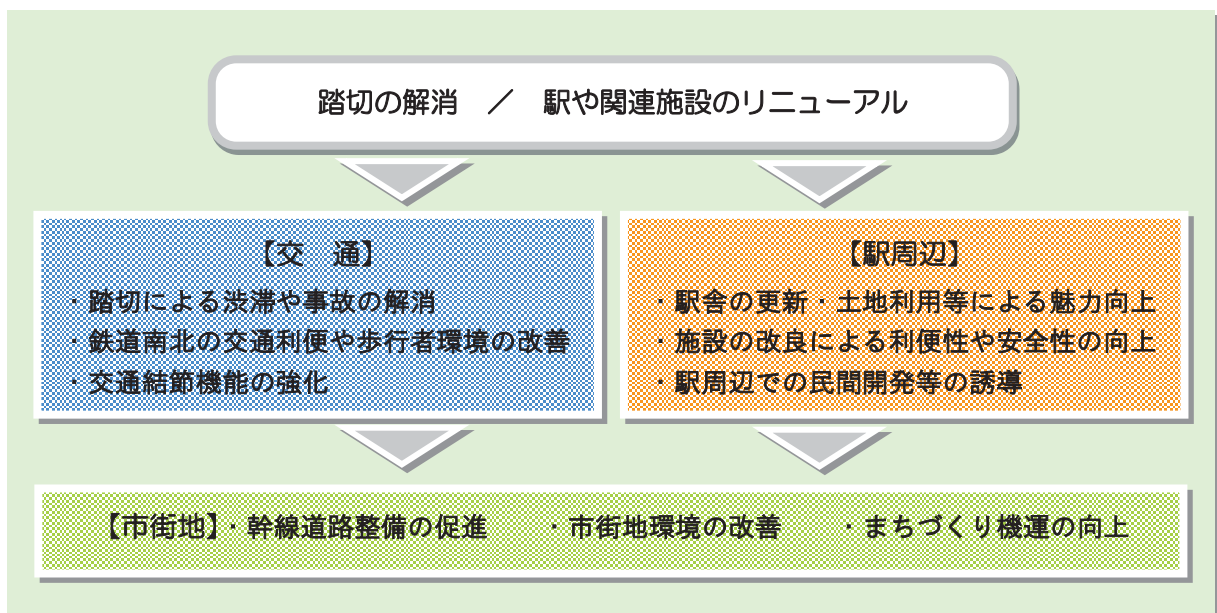 踏切の解消　／　駅や関連施設のリニューアル
【交　通】
・踏切による渋滞や事故の解消
・鉄道南北の交通利便や歩行者環境の改善
・交通結節機能の強化
【駅周辺】
・駅舎の更新・土地利用等による魅力向上
・施設の改良による利便性や安全性の向上
・駅周辺での民間開発等の誘導
【市街地】・幹線道路整備の促進　・市街地環境の改善　・まちづくり機運の向上